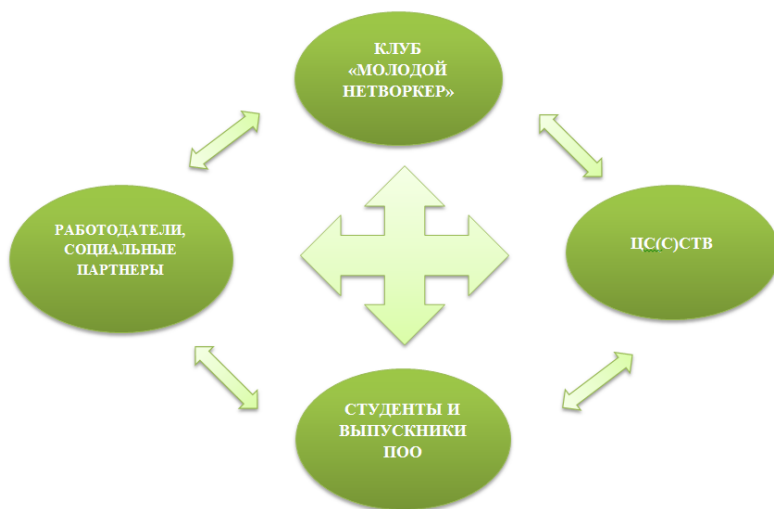 КЛУБ
«МОЛОДОЙ
НЕТВОРКЕР»
РАБОТОДАТЕЛИ,
СОЦИАЛЬНЫЕ
ПАРТНЕРЫ
ЦС(С)СТВ
СТУДЕНТЫ И
ВЫПУСКНИКИ
ПОО